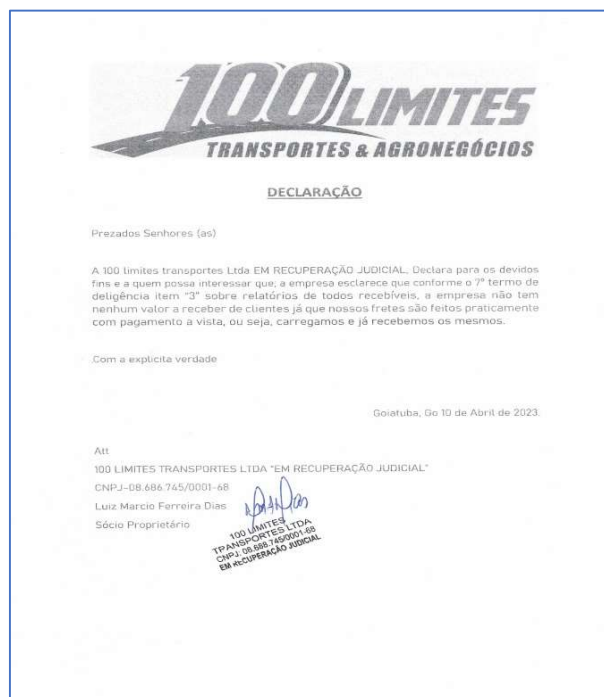 100 LIMITES
TRANSPORTES & AGRONEGÓCIOS
DECLARAÇÃO
Prezados Senhores (as)
A 100 limites transportes Ltda EM RECUPERAÇÃO JUDICIAL, Declara para os devidos
fins e a quem possa interessar que; a empresa esclarece que conforme o 7º termo de
deligência item "3" sobre relatórios de todos recebíveis, a empresa não tem
nenhum valor a receber de clientes já que nossos fretes são feitos praticamente
com pagamento a vista, ou seja, carregamos e já recebemos os mesmos.
Com a explicita verdade
Goiatuba, Go 10 de Abril de 2023.
Att
100 LIMITES TRANSPORTES LTDA "EM RECUPERAÇÃO JUDICIAL"
CNPJ-08.686.745/0001-68
Luiz Marcio Ferreira Dias
Sócio Proprietário
100 LIMITES
TRANSPORTES LTDA
CNPJ: 08.686.745/0001-68
EM RECUPERAÇÃO JUDICIAL